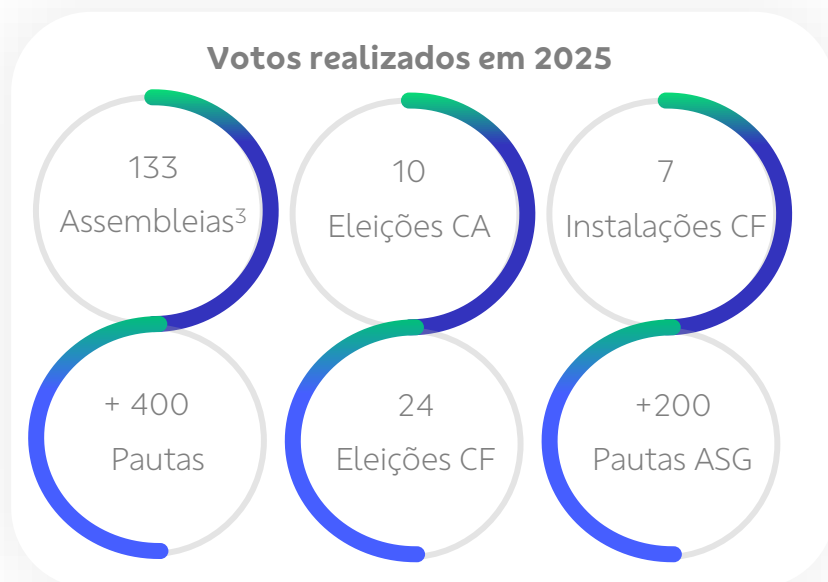 Votos realizados em 2025
133
Assembleias³
10
Eleições CA
7
Instalações CF
+ 400
Pautas
24
Eleições CF
+200
Pautas ASG